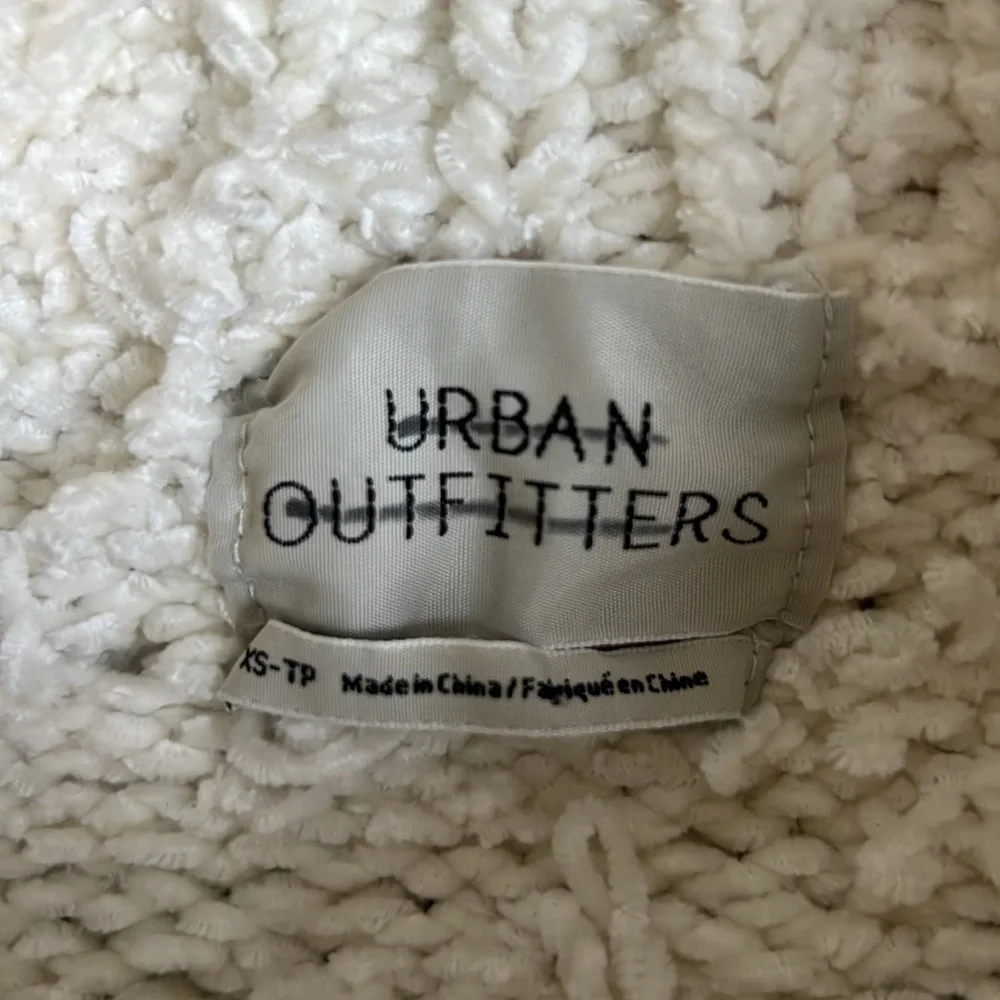 URBAN
OUTFITTERS
XS-TP Made in China / Fabriqué en Chine